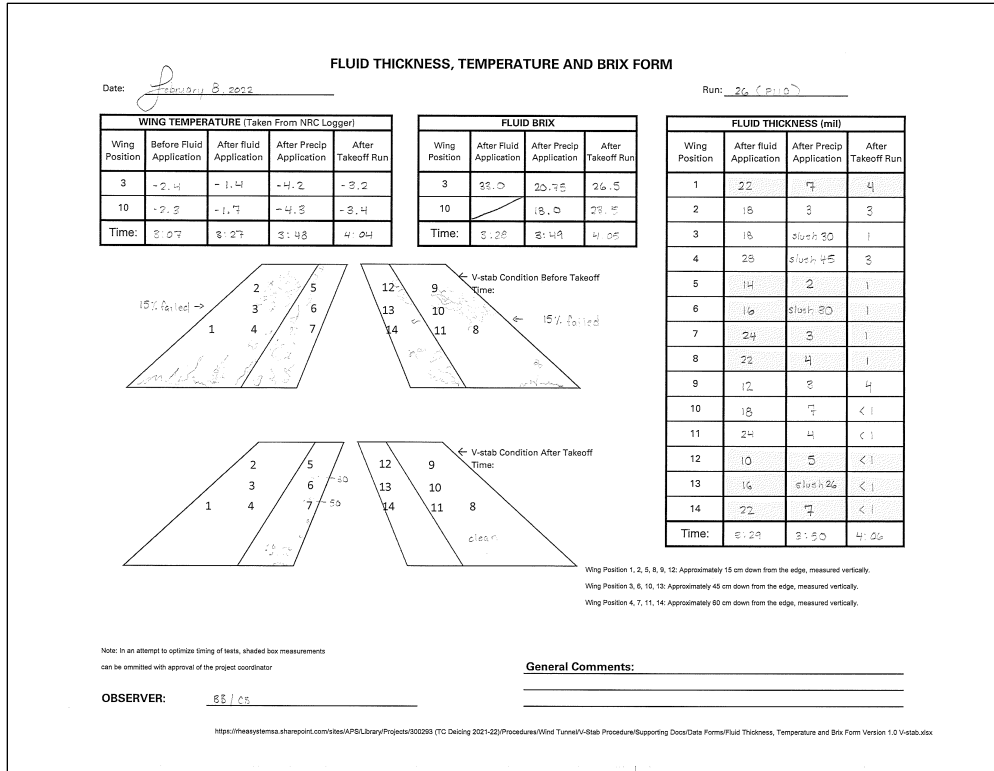 FLUID THICKNESS, TEMPERATURE AND BRIX FORM
Date: February 8, 2022
Run: 26 (P110)
WING TEMPERATURE (Taken From NRC Logger)
Wing Position Before Fluid Application After fluid Application After Precip Application After Takeoff Run
3 -2.4 -1.4 -4.2 -3.2
10 -2.3 -1.7 -4.3 -3.4
Time: 3:07 3:27 3:48 4:04
FLUID BRIX
Wing Position After Fluid Application After Precip Application After Takeoff Run
3 33.0 20.75 26.5
10 18.0 23.5
Time: 3:28 3:49 4:05
FLUID THICKNESS (mil)
Wing Position After fluid Application After Precip Application After Takeoff Run
1 22 7 4
2 18 3 3
3 18 slush 30 1
4 28 slush 45 3
5 14 2 1
6 16 slush 30 1
7 24 3 1
8 22 4 1
9 12 3 4
10 18 7 <1
11 24 4 <1
12 10 5 <1
13 16 slush 26 <1
14 22 7 <1
Time: 3:50 4:06
V-stab Condition Before Takeoff
Time:
2 5 12 9
15% failed
3 6 13 10
1 4 7 14 11 8
15% failed
V-stab Condition After Takeoff
Time:
2 5 12 9
3 6 13 10
1 4 7 50 14 11 8
clean
Wing Position 1, 2, 5, 8, 9, 12: Approximately 15 cm down from the edge, measured vertically.
Wing Position 3, 6, 10, 13: Approximately 45 cm down from the edge, measured vertically.
Wing Position 4, 7, 11, 14: Approximately 60 cm down from the edge, measured vertically.
Note: In an attempt to optimize timing of tests, shaded box measurements
can be ommitted with approval of the project coordinator
General Comments:
OBSERVER: BB / CS
https://rheasystemsa.sharepoint.com/sites/APS/Library/Projects/300293 (TC Deicing 2021-22)/Procedures/Wind Tunnel/V-Stab Procedure/Supporting Docs/Data Forms/Fluid Thickness, Temperature and Brix Form Version 1.0 V-stab.xlsx